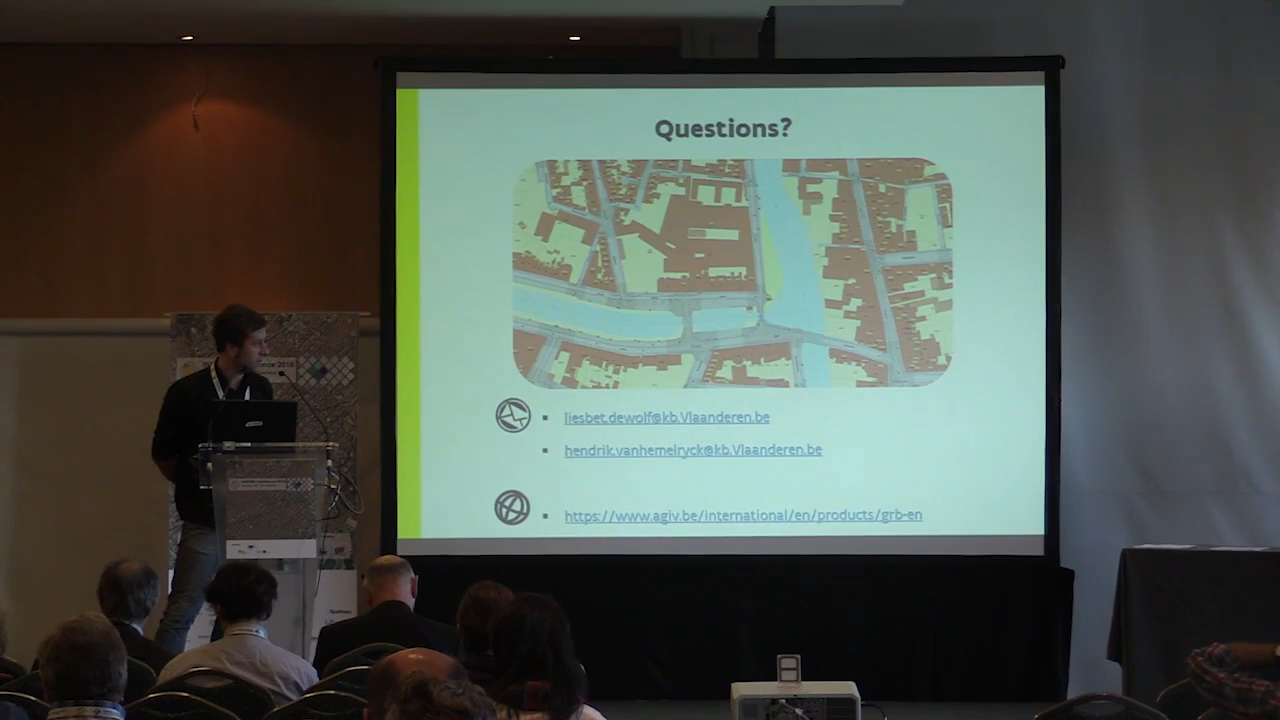 Questions?
liesbet.dewolf@kb.Vlaanderen.be
hendrik.vanhemelryck@kb.Vlaanderen.be
https://www.agiv.be/international/en/products/grb-en